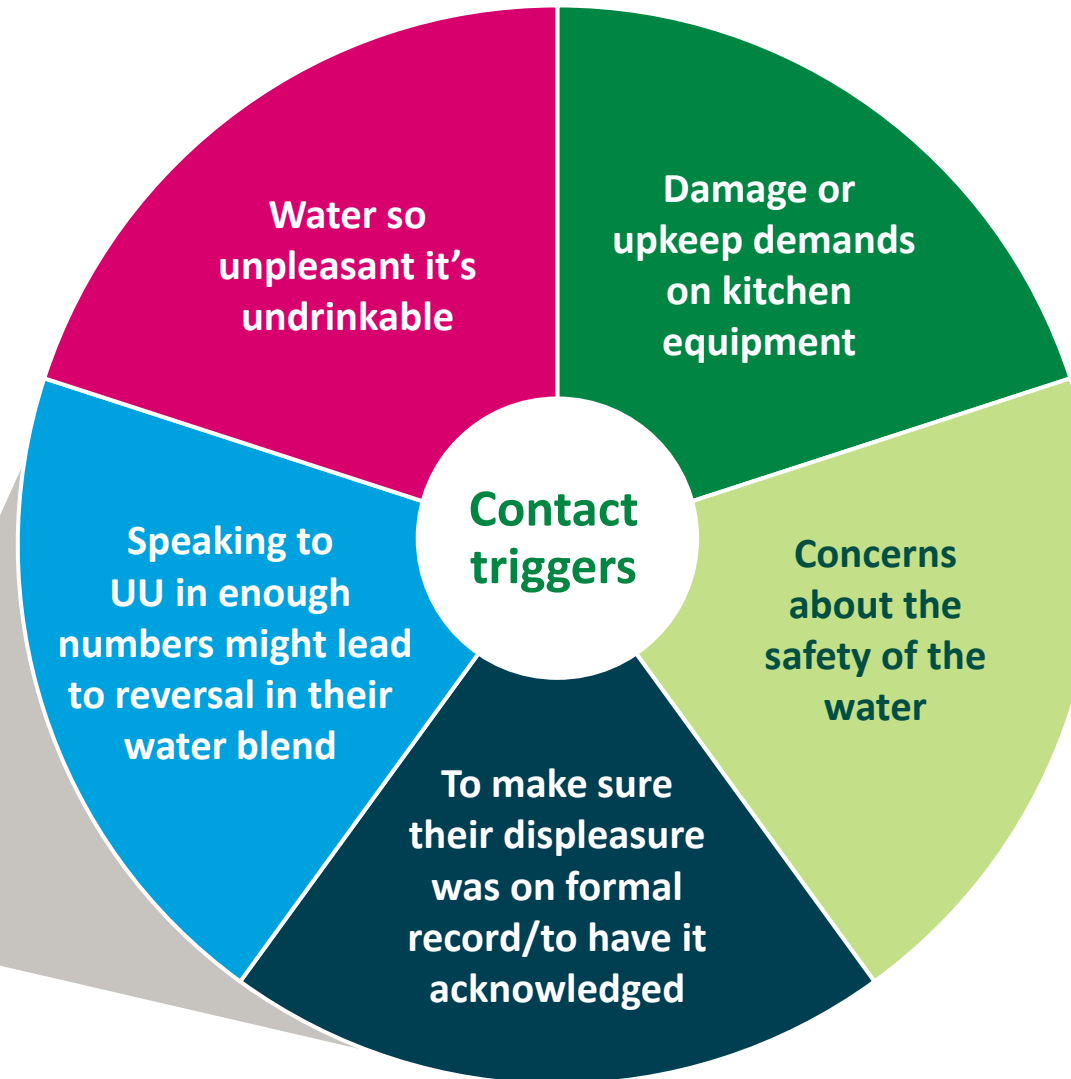 Water so
unpleasant it’s
undrinkable
Damage or
upkeep demands
on kitchen
equipment
Contact
triggers
Speaking to
UU in enough
numbers might lead
to reversal in their
water blend
Concerns
about the
safety of the
water
To make sure
their displeasure
was on formal
record/to have it
acknowledged